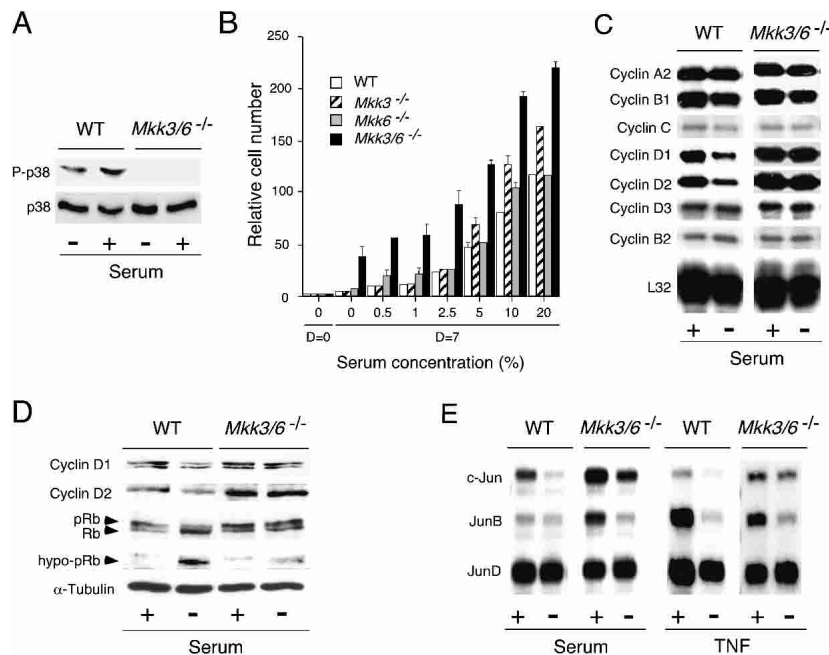 A
WT Mkk3/6 -/-
P-p38
p38
- + - +
Serum
B
Relative cell number
250
200
150
100
50
0
WT
Mkk3 -/-
Mkk6 -/-
Mkk3/6 -/-
0 0 0.5 1 2.5 5 10 20
D=0 D=7
Serum concentration (%)
C
WT Mkk3/6 -/-
Cyclin A2
Cyclin B1
Cyclin C
Cyclin D1
Cyclin D2
Cyclin D3
Cyclin B2
L32
+ - + -
Serum
D
WT Mkk3/6 -/-
Cyclin D1
Cyclin D2
pRb
Rb
hypo-pRb
α-Tubulin
+ - + -
Serum
E
WT Mkk3/6 -/- WT Mkk3/6 -/-
c-Jun
JunB
JunD
+ - + - + - + -
Serum TNF